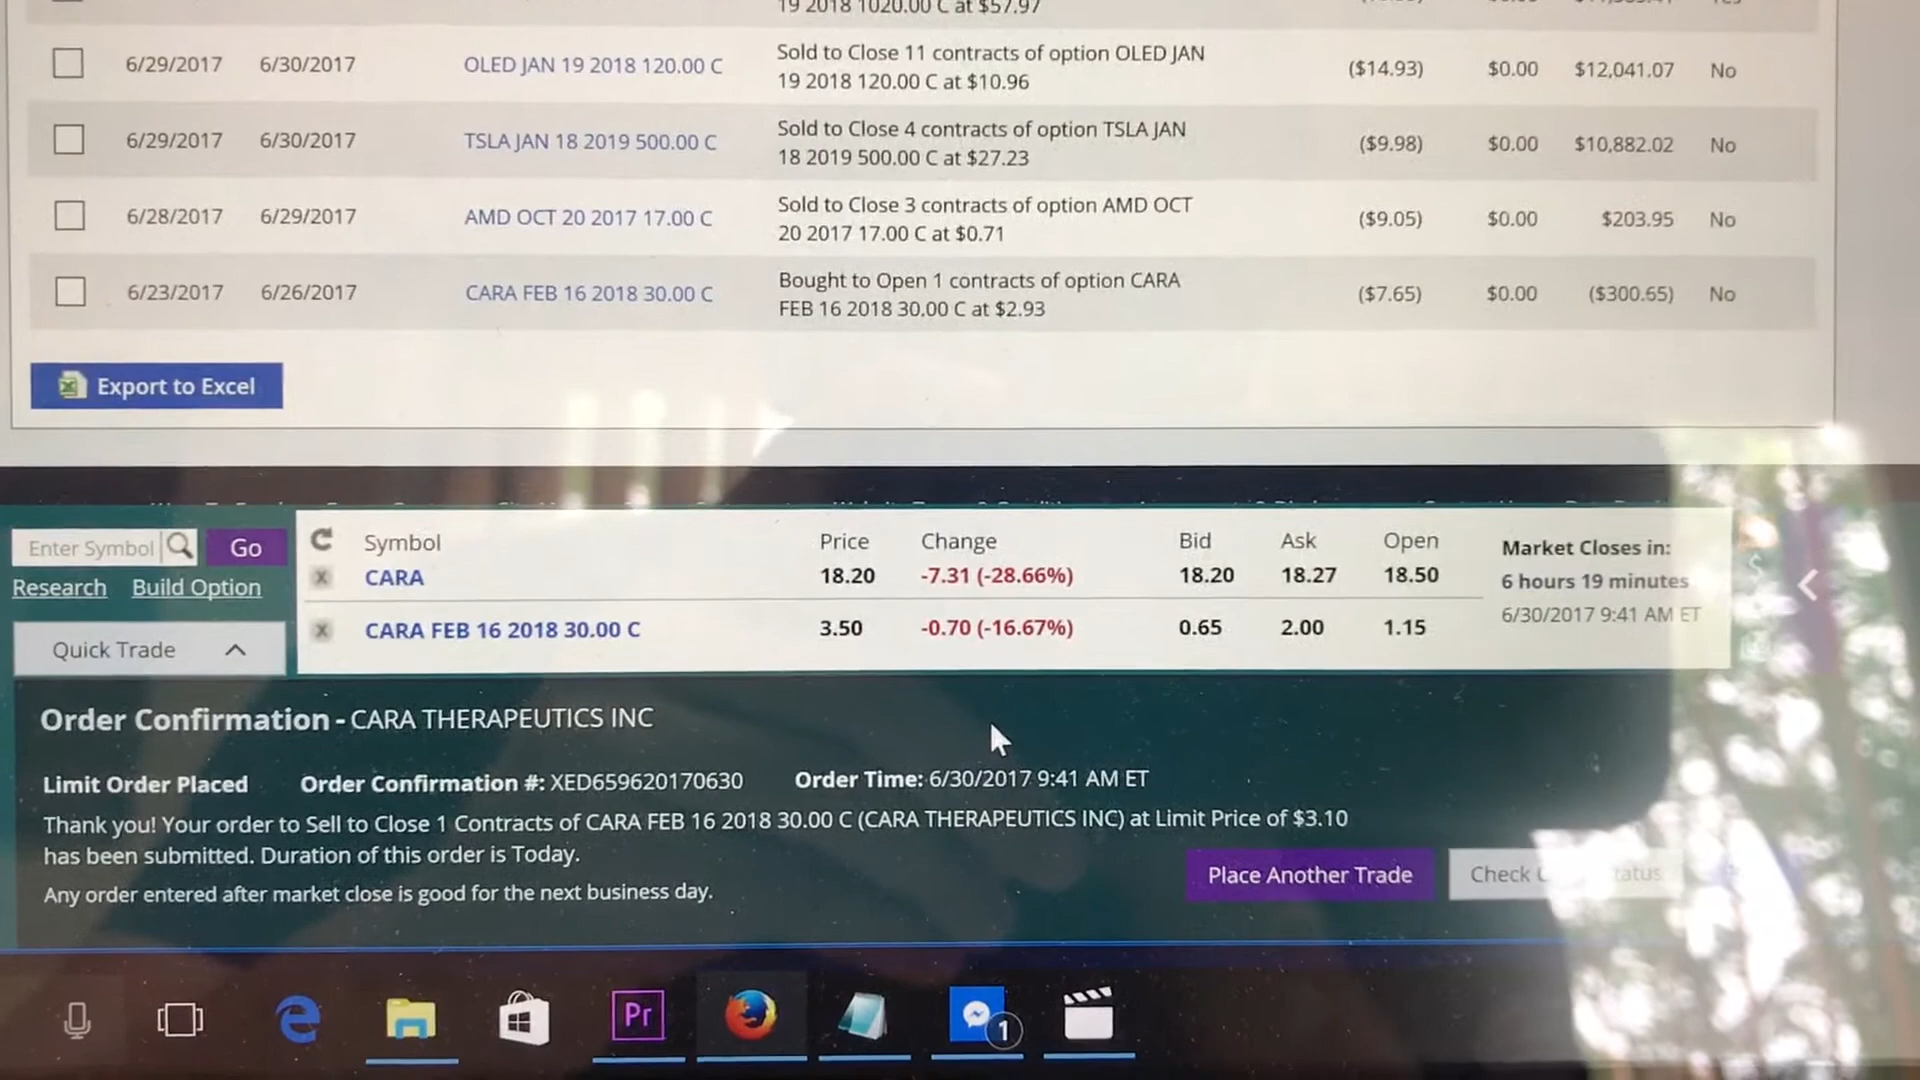 19 2018 1020.00 C at $57.97
6/29/2017 6/30/2017 OLED JAN 19 2018 120.00 C Sold to Close 11 contracts of option OLED JAN ($14.93) $0.00 $12,041.07 No
19 2018 120.00 C at $10.96
6/29/2017 6/30/2017 TSLA JAN 18 2019 500.00 C Sold to Close 4 contracts of option TSLA JAN ($9.98) $0.00 $10,882.02 No
18 2019 500.00 C at $27.23
6/28/2017 6/29/2017 AMD OCT 20 2017 17.00 C Sold to Close 3 contracts of option AMD OCT ($9.05) $0.00 $203.95 No
20 2017 17.00 C at $0.71
6/23/2017 6/26/2017 CARA FEB 16 2018 30.00 C Bought to Open 1 contracts of option CARA ($7.65) $0.00 ($300.65) No
FEB 16 2018 30.00 C at $2.93
Export to Excel
Enter Symbol Go Symbol Price Change Bid Ask Open Market Closes in:
CARA 18.20 -7.31 (-28.66%) 18.20 18.27 18.50 6 hours 19 minutes
Research Build Option
6/30/2017 9:41 AM ET
CARA FEB 16 2018 30.00 C 3.50 -0.70 (-16.67%) 0.65 2.00 1.15
Quick Trade
Order Confirmation - CARA THERAPEUTICS INC
Limit Order Placed Order Confirmation #: XED659620170630 Order Time: 6/30/2017 9:41 AM ET
Thank you! Your order to Sell to Close 1 Contracts of CARA FEB 16 2018 30.00 C (CARA THERAPEUTICS INC) at Limit Price of $3.10
has been submitted. Duration of this order is Today.
Place Another Trade Check
Any order entered after market close is good for the next business day.
Pr 1